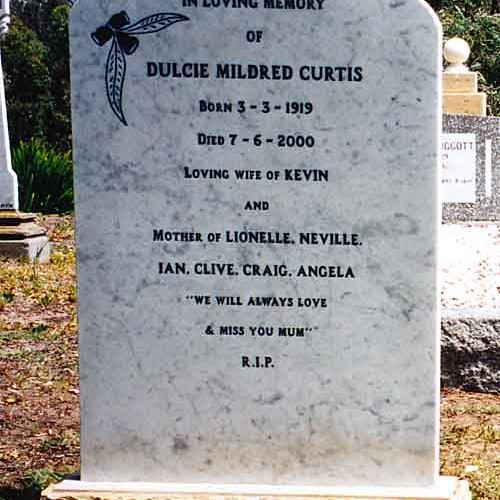 IN LOVING MEMORY
OF
DULCIE MILDRED CURTIS
BORN 3 - 3 - 1919
DIED 7 - 6 - 2000
LOVING WIFE OF KEVIN
AND
MOTHER OF LIONELLE, NEVILLE,
IAN, CLIVE, CRAIG, ANGELA
"WE WILL ALWAYS LOVE
& MISS YOU MUM"
R.I.P.